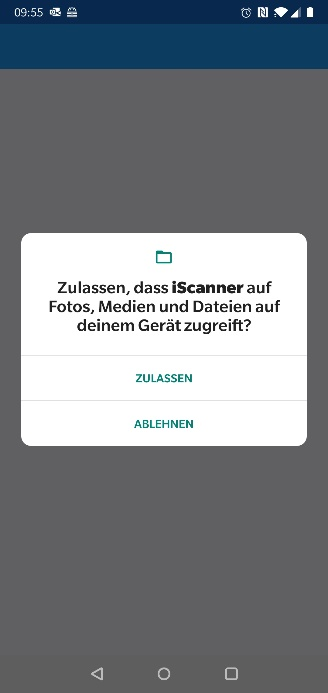 09:55
Zulassen, dass iScanner auf
Fotos, Medien und Dateien auf
deinem Gerät zugreift?
ZULASSEN
ABLEHNEN